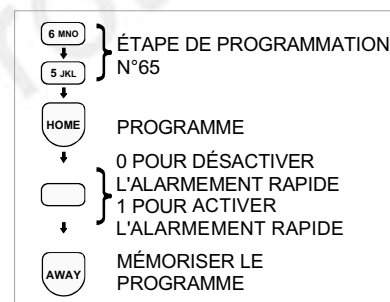 6 MNO
5 JKL
ÉTAPE DE PROGRAMMATION
N°65
HOME
PROGRAMME
0 POUR DÉSACTIVER
L'ALARMEMENT RAPIDE
1 POUR ACTIVER
L'ALARMEMENT RAPIDE
AWAY
MÉMORISER LE
PROGRAMME